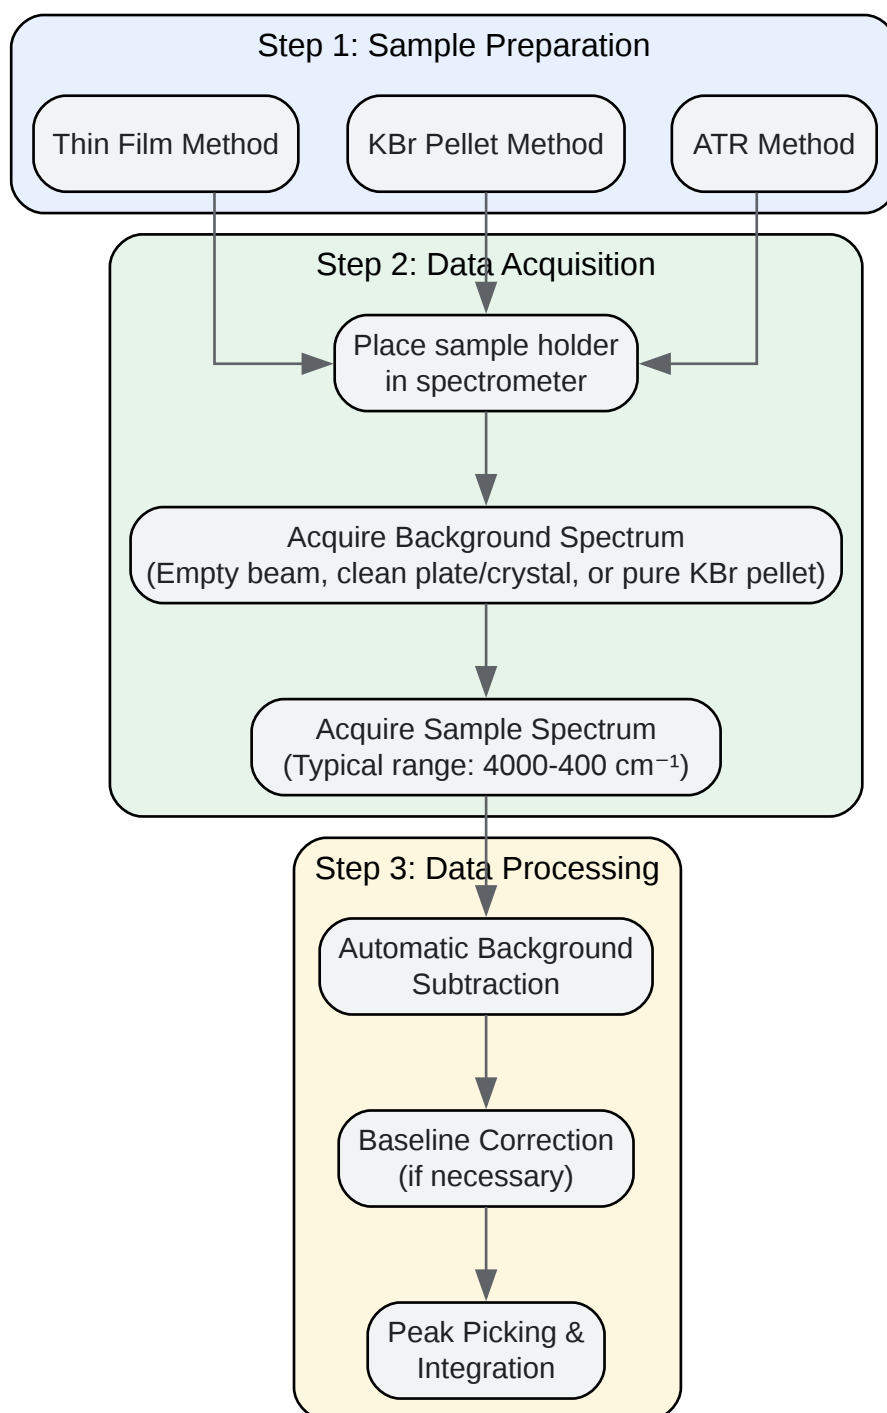 Step 1: Sample Preparation
Thin Film Method
KBr Pellet Method
ATR Method
Step 2: Data Acquisition
Place sample holder
in spectrometer
Acquire Background Spectrum
(Empty beam, clean plate/crystal, or pure KBr pellet)
Acquire Sample Spectrum
(Typical range: 4000-400 cm⁻¹)
Step 3: Data Processing
Automatic Background
Subtraction
Baseline Correction
(if necessary)
Peak Picking &
Integration